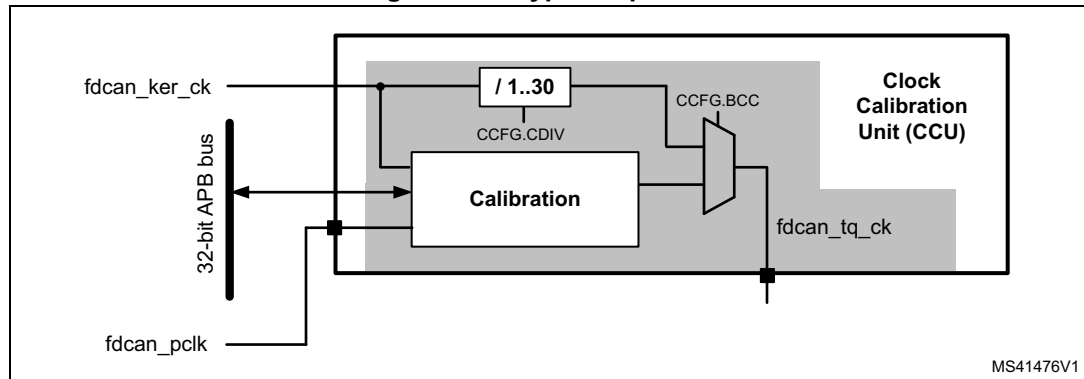 fdcan_ker_ck
/ 1..30
CCFG.CDIV
CCFG.BCC
Clock
Calibration
Unit (CCU)
32-bit APB bus
Calibration
fdcan_tq_ck
fdcan_pclk
MS41476V1